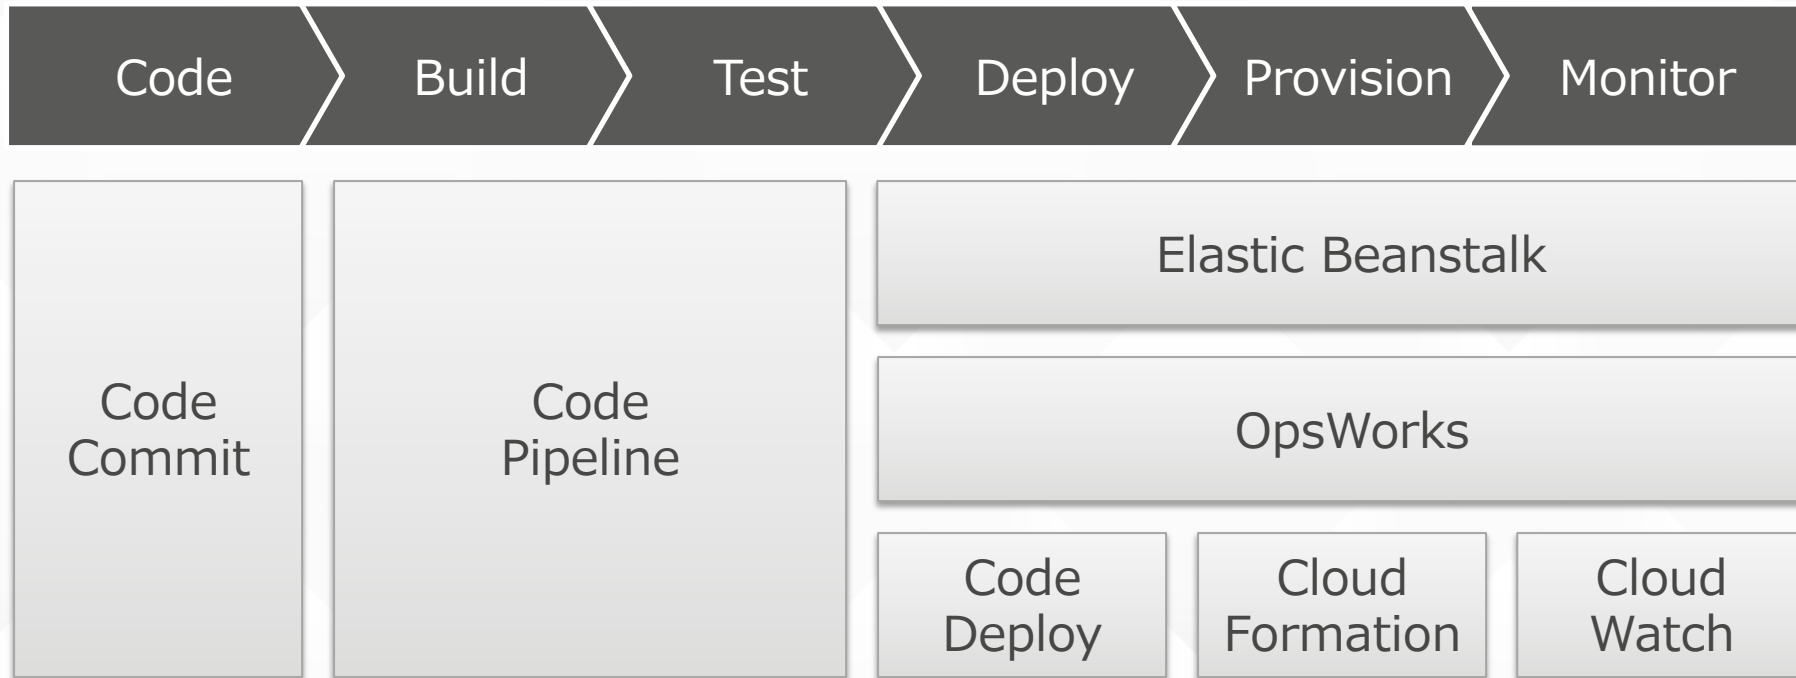 Code
Build
Test
Deploy
Provision
Monitor
Code
Commit
Code
Pipeline
Elastic Beanstalk
OpsWorks
Code
Deploy
Cloud
Formation
Cloud
Watch